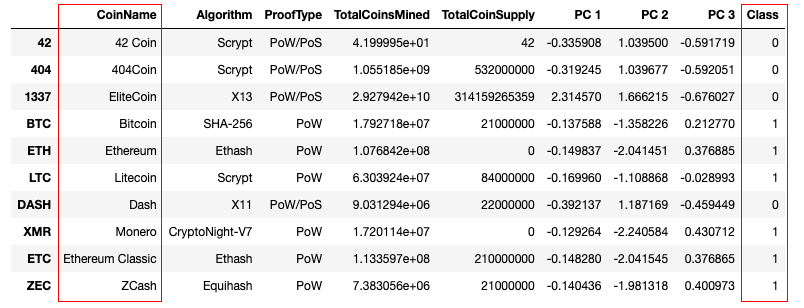 CoinName Algorithm ProofType TotalCoinsMined TotalCoinSupply PC 1 PC 2 PC 3 Class
42 42 Coin Scrypt PoW/PoS 4.199995e+01 42 -0.335908 1.039500 -0.591719 0
404 404Coin Scrypt PoW/PoS 1.055185e+09 532000000 -0.319245 1.039677 -0.592051 0
1337 EliteCoin X13 PoW/PoS 2.927942e+10 314159265359 2.314570 1.666215 -0.676027 0
BTC Bitcoin SHA-256 PoW 1.792718e+07 21000000 -0.137588 -1.358226 0.212770 1
ETH Ethereum Ethash PoW 1.076842e+08 0 -0.149837 -2.041451 0.376885 1
LTC Litecoin Scrypt PoW 6.303924e+07 84000000 -0.169960 -1.108868 -0.028993 1
DASH Dash X11 PoW/PoS 9.031294e+06 22000000 -0.392137 1.187169 -0.459449 0
XMR Monero CryptoNight-V7 PoW 1.720114e+07 0 -0.129264 -2.240584 0.430712 1
ETC Ethereum Classic Ethash PoW 1.133597e+08 210000000 -0.148280 -2.041545 0.376865 1
ZEC ZCash Equihash PoW 7.383056e+06 21000000 -0.140436 -1.981318 0.400973 1